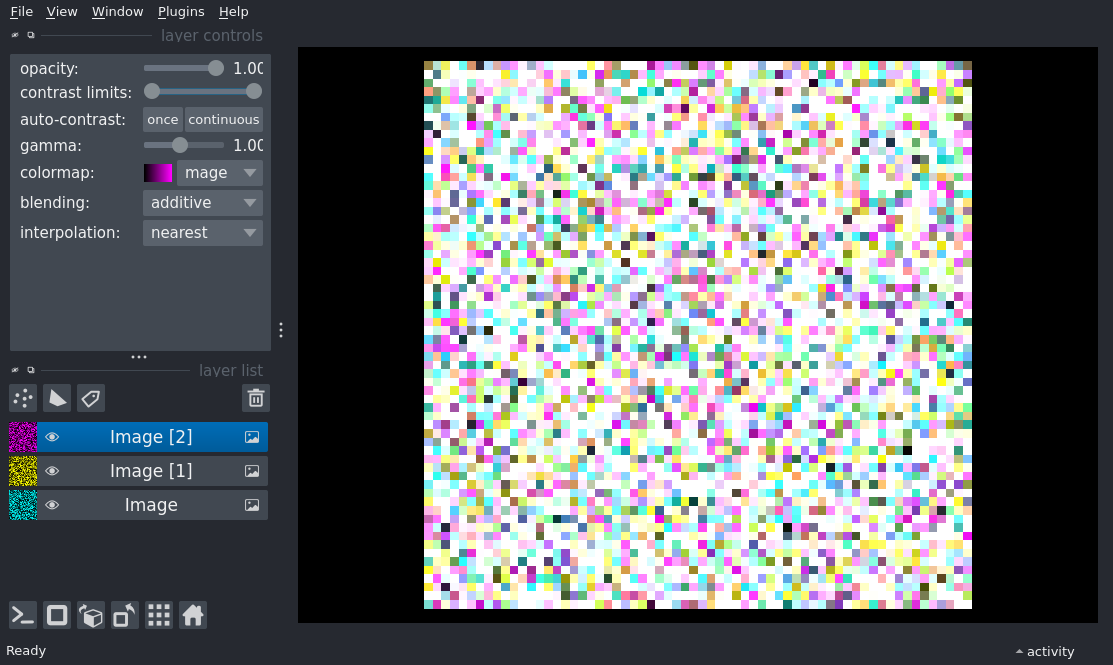 File View Window Plugins Help
layer controls
opacity: 1.00
contrast limits:
auto-contrast: once continuous
gamma: 1.00
colormap: mage
blending: additive
interpolation: nearest
layer list
Image [2]
Image [1]
Image
Ready
activity